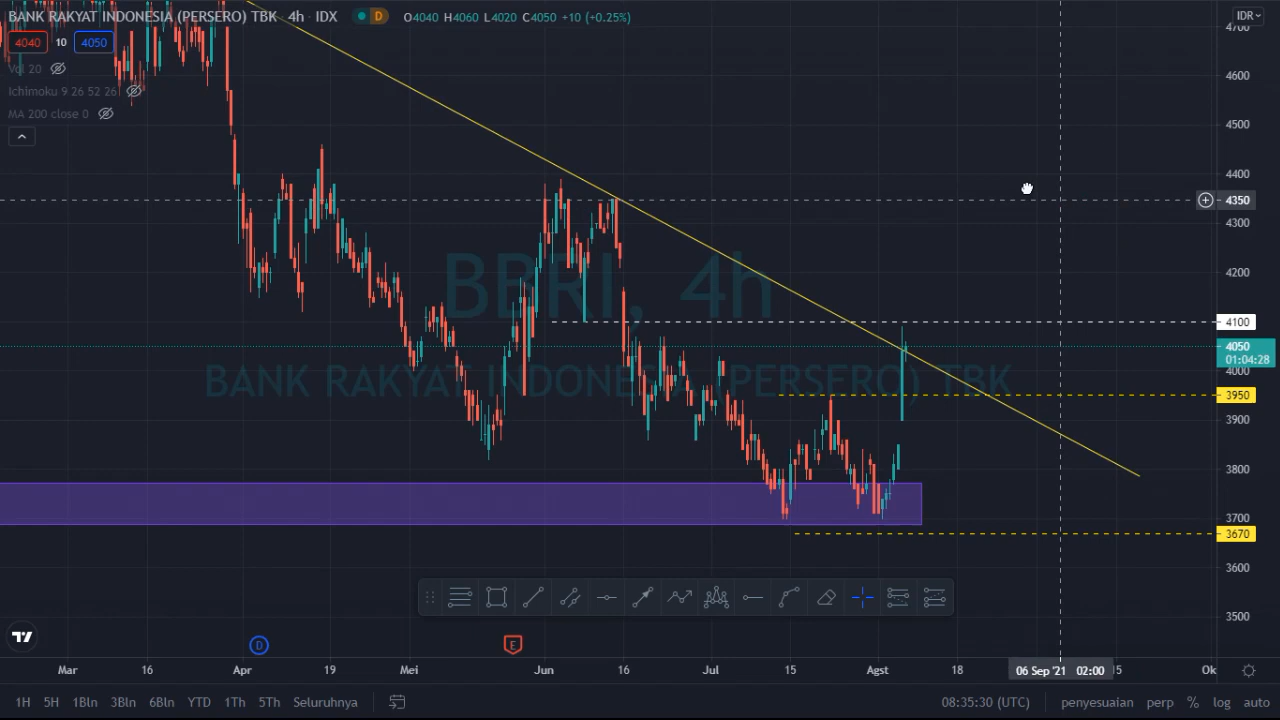 BANK RAKYAT INDONESIA (PERSERO) TBK · 4h · IDX D O4040 H4060 L4020 C4050 +10 (+0.25%)
IDR
4040 10 4050
Vol 20
Ichimoku 9 26 52 26
MA 200 close 0
4700
4600
4500
4400
4350
4300
4200
4100
4050
01:04:28
4000
3950
3900
3800
3700
3670
3600
3500
BBRI, 4h
BANK RAKYAT INDONESIA (PERSERO) TBK
D E
Mar 16 Apr 19 Mei Jun 16 Jul 15 Agst 18 06 Sep '21 02:00 15 Ok
1H 5H 1Bln 3Bln 6Bln YTD 1Th 5Th Seluruhnya 08:35:30 (UTC) penyesuaian perp % log auto